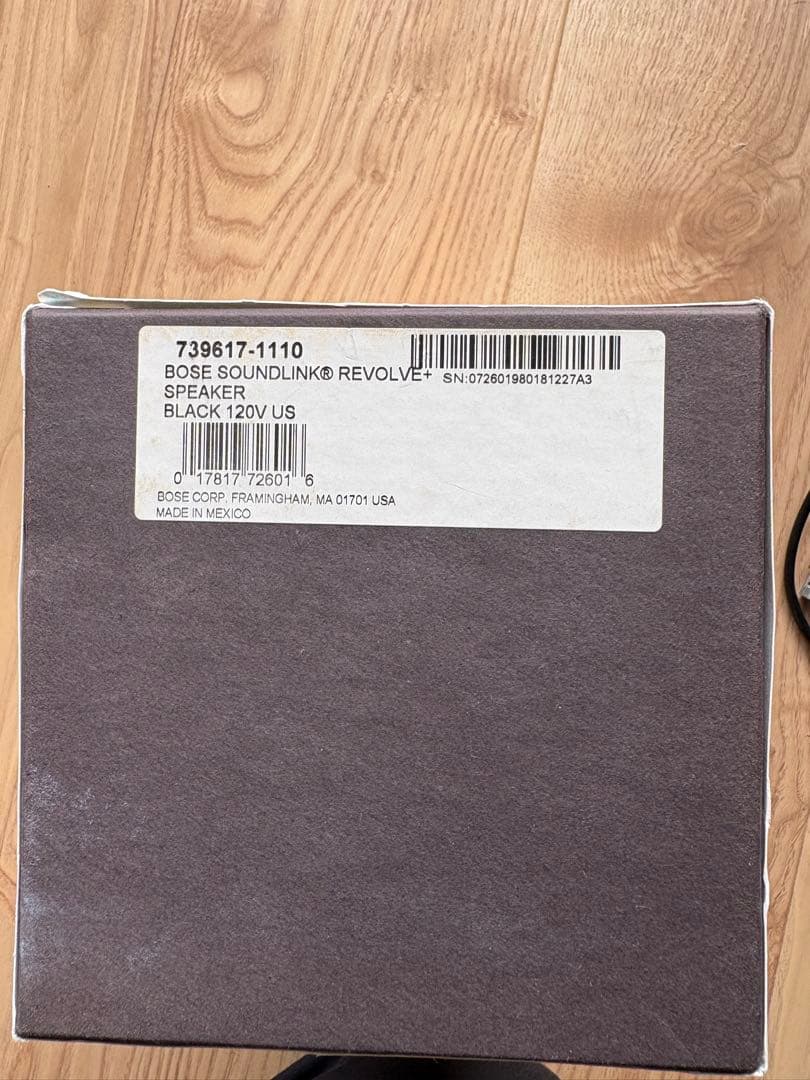 739617-1110
BOSE SOUNDLINK® REVOLVE+
SPEAKER
BLACK 120V US
SN:072601980181227A3
0 17817 72601 6
BOSE CORP. FRAMINGHAM, MA 01701 USA
MADE IN MEXICO